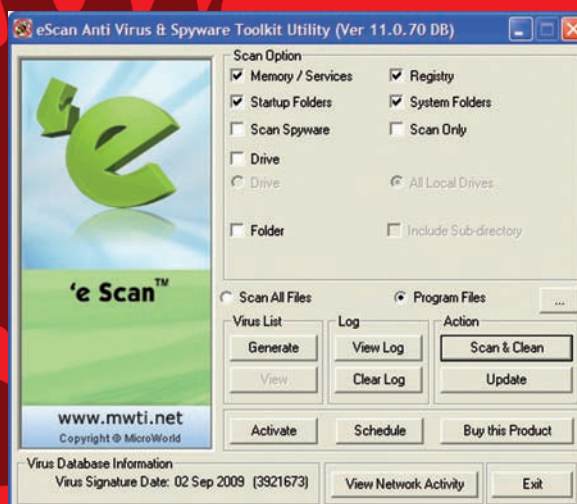 eScan Anti Virus & Spyware Toolkit Utility (Ver 11.0.70 DB)
Scan Option
Memory / Services
Registry
Startup Folders
System Folders
Scan Spyware
Scan Only
Drive
Drive
All Local Drives
Folder
Include Sub-directory
'e Scan™
Scan All Files
Program Files
...
Virus List
Log
Action
Generate
View Log
Scan & Clean
View
Clear Log
Update
www.mwti.net
Copyright © MicroWorld
Activate
Schedule
Buy this Product
Virus Database Information
Virus Signature Date: 02 Sep 2009 (3921673)
View Network Activity
Exit